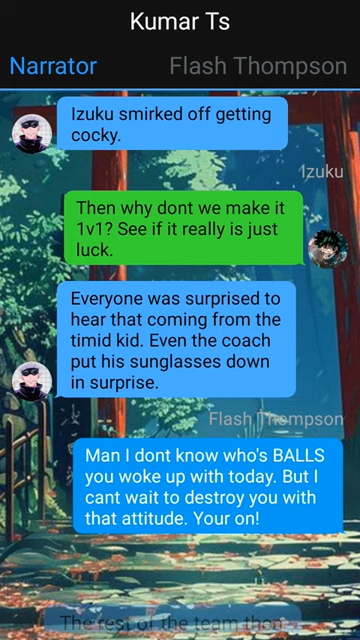 Kumar Ts
Narrator
Flash Thompson
Izuku smirked off getting
cocky.
Izuku
Then why dont we make it
1v1? See if it really is just
luck.
Everyone was surprised to
hear that coming from the
timid kid. Even the coach
put his sunglasses down
in surprise.
Flash Thompson
Man I dont know who's BALLS
you woke up with today. But I
cant wait to destroy you with
that attitude. Your on!
The rest of the team then